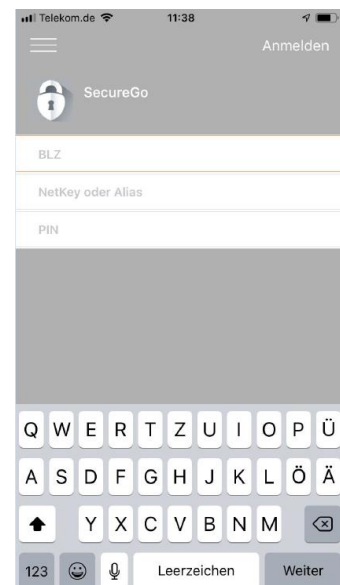 Telekom.de 11:38
Anmelden
SecureGo
BLZ
NetKey oder Alias
PIN
Q W E R T Z U I O P Ü
A S D F G H J K L Ö Ä
Y X C V B N M
123 Leerzeichen Weiter